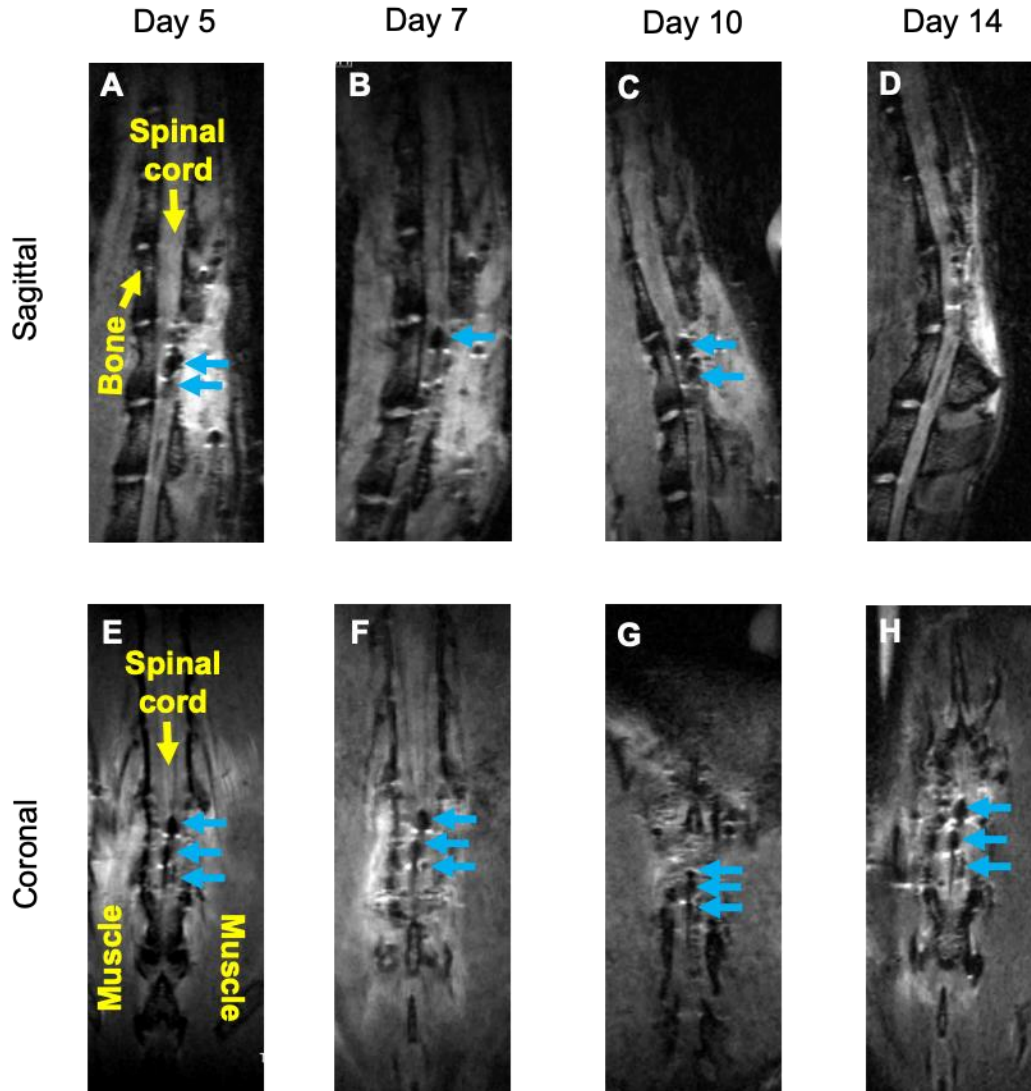 Day 5 Day 7 Day 10 Day 14
Sagittal
A B C D
Spinal
cord
Bone
Coronal
E F G H
Spinal
cord
Muscle Muscle